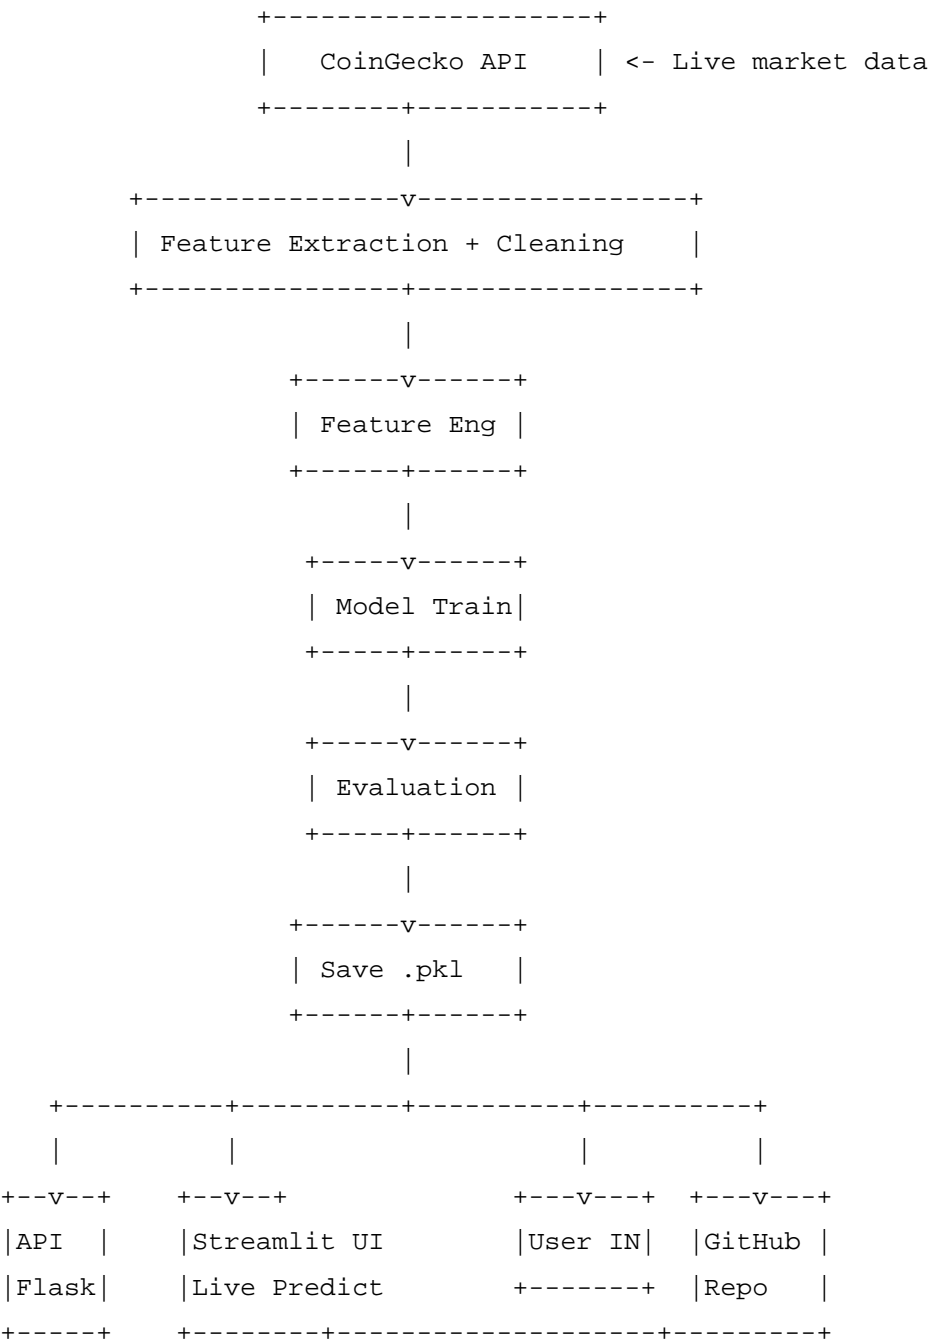 CoinGecko API <- Live market data
Feature Extraction + Cleaning
Feature Eng
Model Train
Evaluation
Save .pkl
API Streamlit UI User IN GitHub
Flask Live Predict Repo